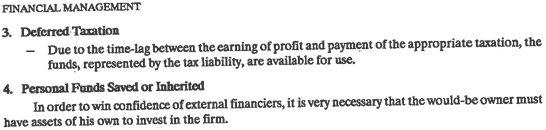 FINANCIAL MANAGEMENT
3. Deferred Taxation
– Due to the time-lag between the earning of profit and payment of the appropriate taxation, the
funds, represented by the tax liability, are available for use.
4. Personal Funds Saved or Inherited
In order to win confidence of external financiers, it is very necessary that the would-be owner must
have assets of his own to invest in the firm.